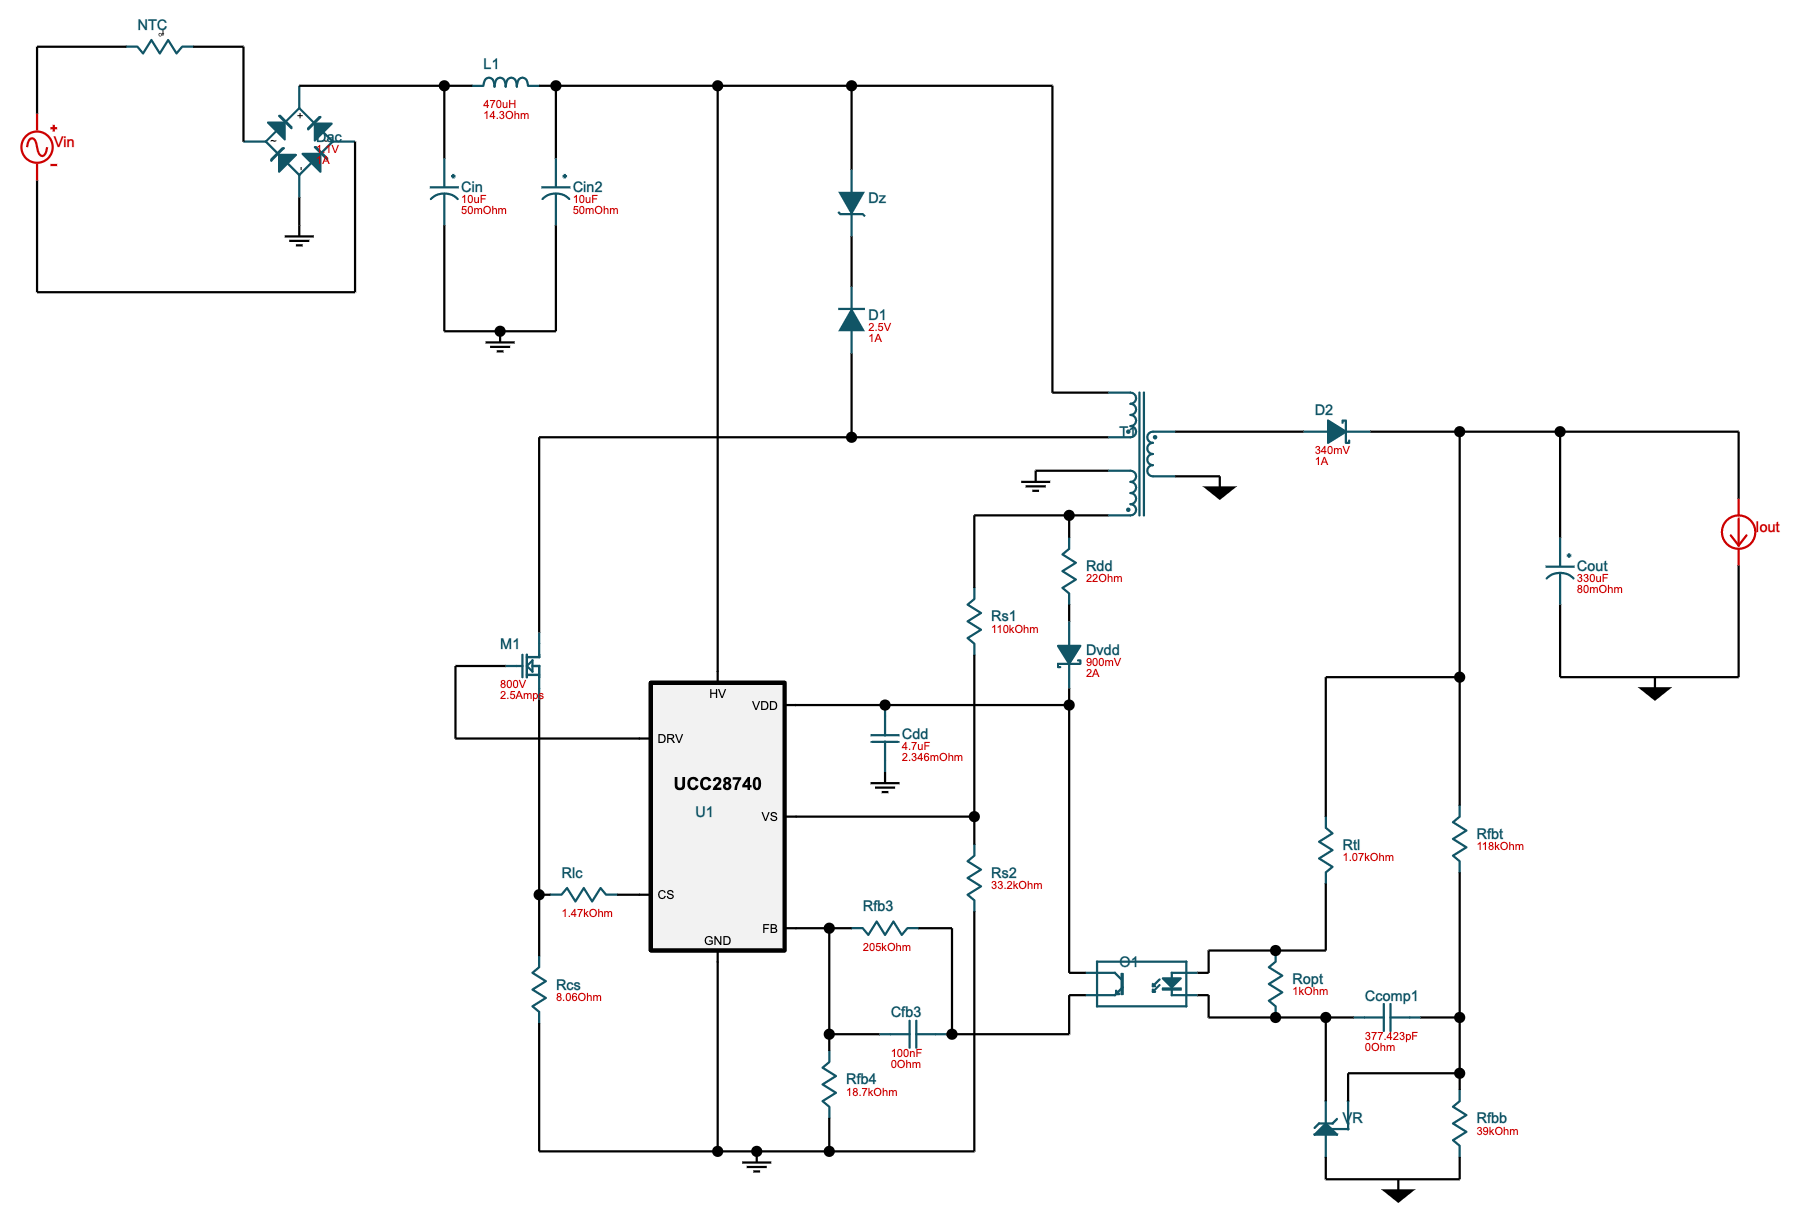 NTC
L1
470uH
14.3Ohm
+
Vin
-
+
~
Dac
1.1V
1A
Cin
10uF
50mOhm
Cin2
10uF
50mOhm
Dz
D1
2.5V
1A
D2
340mV
1A
Iout
Cout
330uF
80mOhm
Rdd
22Ohm
Rs1
110kOhm
Dvdd
900mV
2A
M1
800V
2.5Amps
HV
VDD
DRV
Cdd
4.7uF
2.346mOhm
UCC28740
U1
VS
Rtl
1.07kOhm
Rfbt
118kOhm
Rlc
1.47kOhm
CS
Rs2
33.2kOhm
FB
Rfb3
205kOhm
GND
O1
Rcs
8.06Ohm
Ropt
1kOhm
Ccomp1
377.423pF
0Ohm
Cfb3
100nF
0Ohm
Rfb4
18.7kOhm
VR
Rfbb
39kOhm